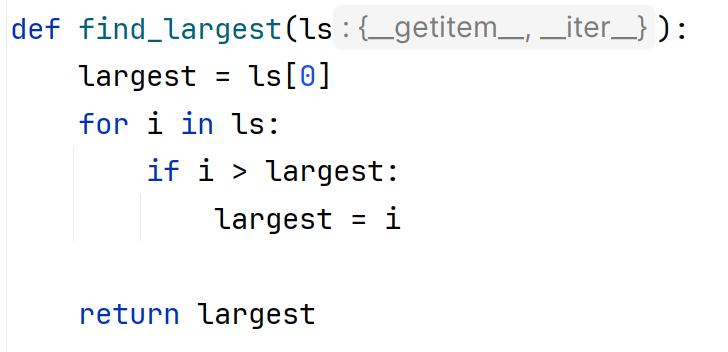 def find_largest(ls: {__getitem__, __iter__}):
    largest = ls[0]
    for i in ls:
        if i > largest:
            largest = i
    return largest